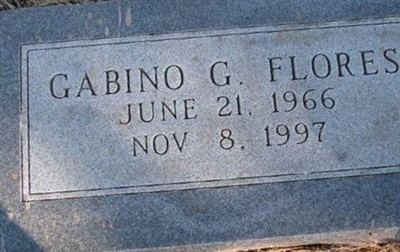 GABINO G. FLORES
JUNE 21, 1966
NOV 8, 1997